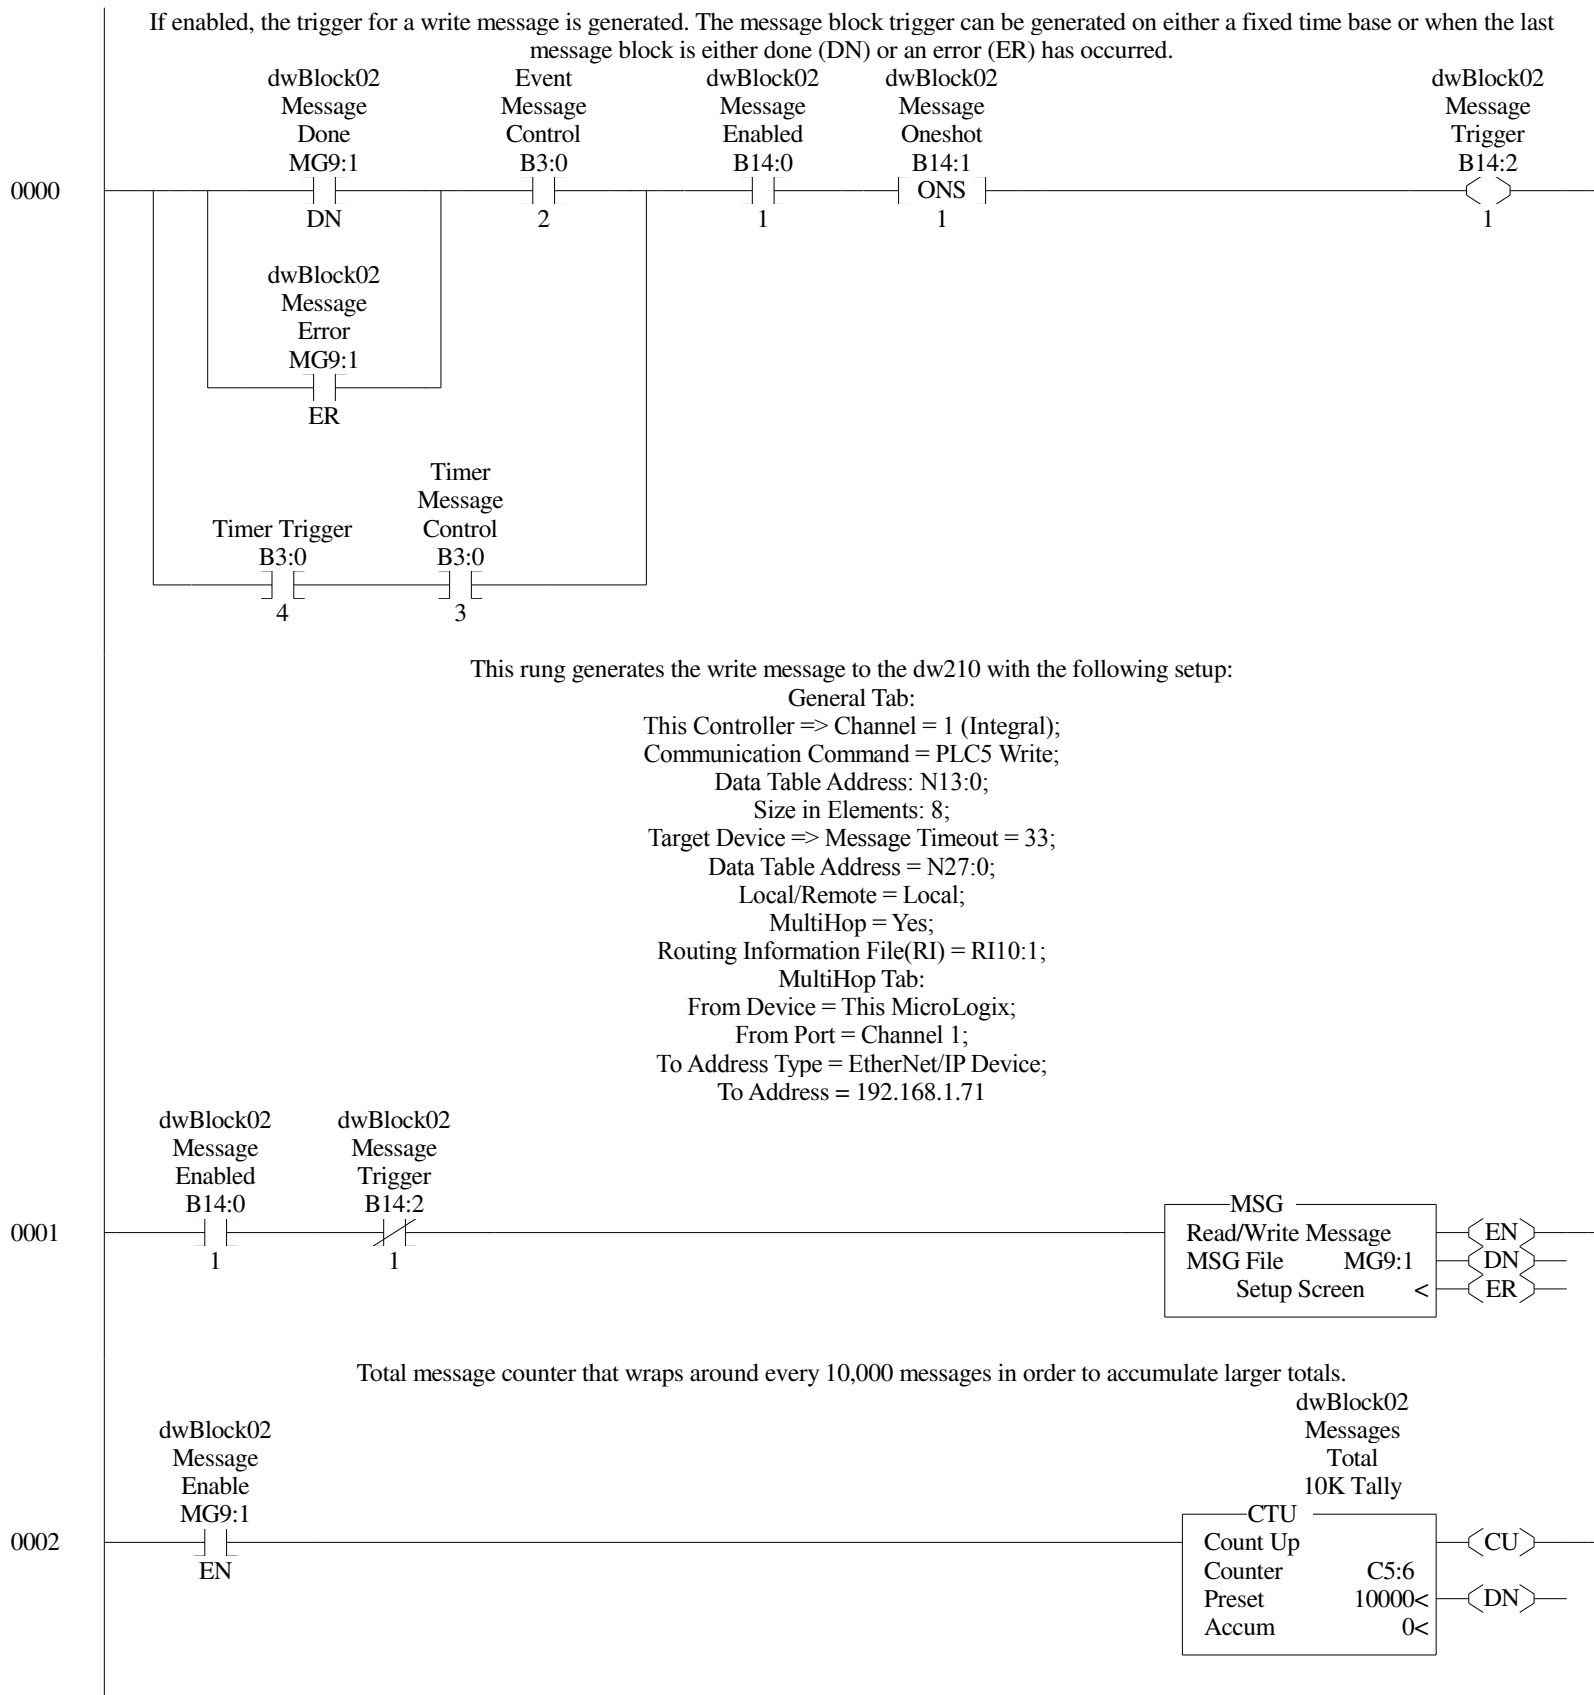 If enabled, the trigger for a write message is generated. The message block trigger can be generated on either a fixed time base or when the last
message block is either done (DN) or an error (ER) has occurred.
dwBlock02
Message
Done
MG9:1
DN
Event
Message
Control
B3:0
2
dwBlock02
Message
Enabled
B14:0
1
dwBlock02
Message
Oneshot
B14:1
ONS
1
dwBlock02
Message
Trigger
B14:2
1
0000
dwBlock02
Message
Error
MG9:1
ER
Timer Trigger
B3:0
4
Timer
Message
Control
B3:0
3
This rung generates the write message to the dw210 with the following setup:
General Tab:
This Controller => Channel = 1 (Integral);
Communication Command = PLC5 Write;
Data Table Address: N13:0;
Size in Elements: 8;
Target Device => Message Timeout = 33;
Data Table Address = N27:0;
Local/Remote = Local;
MultiHop = Yes;
Routing Information File(RI) = RI10:1;
MultiHop Tab:
From Device = This MicroLogix;
From Port = Channel 1;
To Address Type = EtherNet/IP Device;
To Address = 192.168.1.71
dwBlock02
Message
Enabled
B14:0
1
dwBlock02
Message
Trigger
B14:2
1
0001
MSG
Read/Write Message
MSG File MG9:1
Setup Screen <
EN
DN
ER
Total message counter that wraps around every 10,000 messages in order to accumulate larger totals.
dwBlock02
Message
Enable
MG9:1
EN
0002
dwBlock02
Messages
Total
10K Tally
CTU
Count Up
Counter C5:6
Preset 10000<
Accum 0<
CU
DN